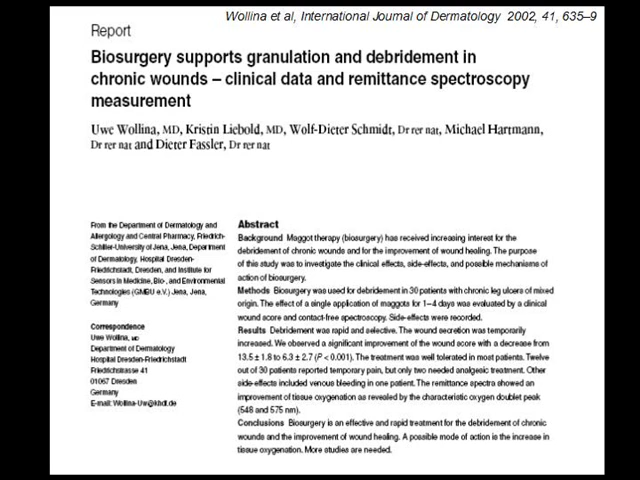 Wollina et al, International Journal of Dermatology 2002, 41, 635–9
Report
Biosurgery supports granulation and debridement in
chronic wounds – clinical data and remittance spectroscopy
measurement
Uwe Wollina, MD, Kristin Liebold, MD, Wolf-Dieter Schmidt, Dr rer nat, Michael Hartmann,
Dr rer nat and Dieter Fassler, Dr rer nat
From the Department of Dermatology and
Allergology and Central Pharmacy, Friedrich-
Schiller-University of Jena, Jena, Department
of Dermatology, Hospital Dresden-
Friedrichstadt, Dresden, and Institute for
Sensors in Medicine, Bio-, and Environmental
Technologies (GMBU e.V.) Jena, Jena,
Germany
Correspondence
Uwe Wollina, MD
Department of Dermatology
Hospital Dresden-Friedrichstadt
Friedrichstrasse 41
01067 Dresden
Germany
E-mail: Wollina-Uw@khdf.de
Abstract
Background Maggot therapy (biosurgery) has received increasing interest for the
debridement of chronic wounds and for the improvement of wound healing. The purpose
of this study was to investigate the clinical effects, side-effects, and possible mechanisms of
action of biosurgery.
Methods Biosurgery was used for debridement in 30 patients with chronic leg ulcers of mixed
origin. The effect of a single application of maggots for 1–4 days was evaluated by a clinical
wound score and contact-free spectroscopy. Side-effects were recorded.
Results Debridement was rapid and selective. The wound secretion was temporarily
increased. We observed a significant improvement of the wound score with a decrease from
13.5 ± 1.8 to 6.3 ± 2.7 (P < 0.001). The treatment was well tolerated in most patients. Twelve
out of 30 patients reported temporary pain, but only two needed analgesic treatment. Other
side-effects included venous bleeding in one patient. The remittance spectra showed an
improvement of tissue oxygenation as revealed by the characteristic oxygen doublet peak
(548 and 575 nm).
Conclusions Biosurgery is an effective and rapid treatment for the debridement of chronic
wounds and the improvement of wound healing. A possible mode of action is the increase in
tissue oxygenation. More studies are needed.